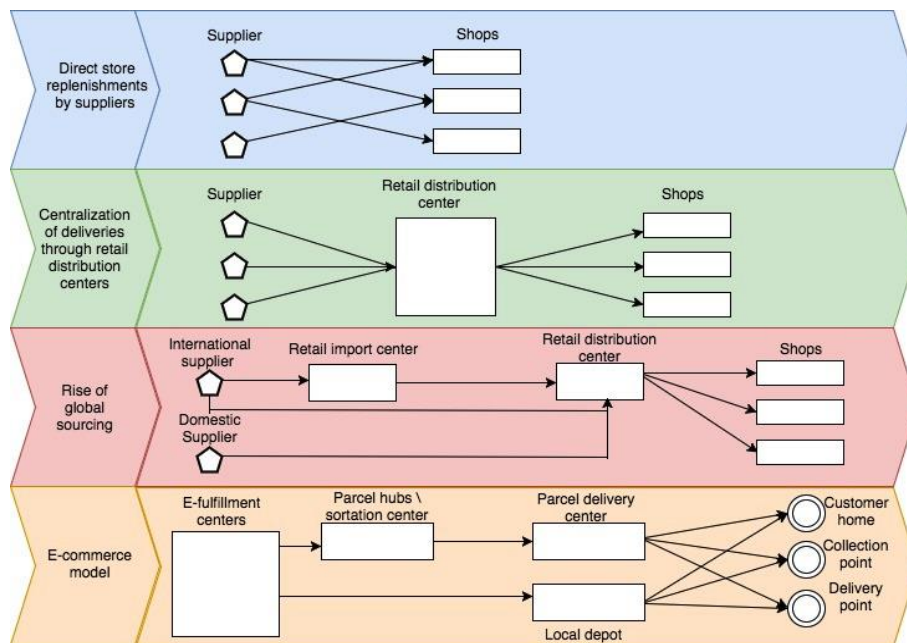 Direct store
replenishments
by suppliers
Supplier
Shops
Centralization
of deliveries
through retail
distribution
centers
Supplier
Retail distribution
center
Shops
Rise of
global
sourcing
International
supplier
Retail import center
Retail distribution
center
Shops
Domestic
Supplier
E-commerce
model
E-fulfillment
centers
Parcel hubs \
sortation center
Parcel delivery
center
Local depot
Customer
home
Collection
point
Delivery
point